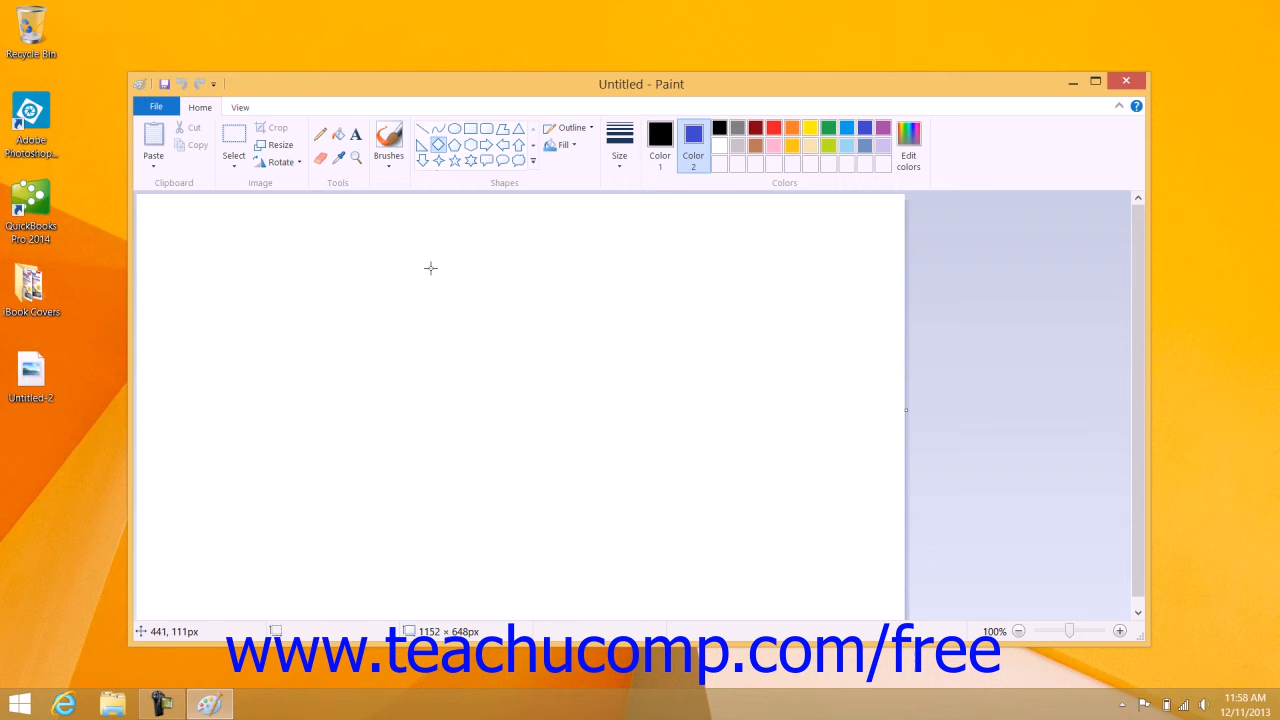 Recycle Bin
Adobe
Photoshop...
QuickBooks
Pro 2014
iBook Covers
Untitled-2
Untitled - Paint
File
Home
View
Paste
Cut
Copy
Clipboard
Select
Crop
Resize
Rotate
Image
A
Tools
Brushes
Shapes
Outline
Fill
Size
Color
1
Color
2
Edit
colors
Colors
441, 111px
1152 × 648px
100%
www.teachucomp.com/free
11:58 AM
12/11/2013